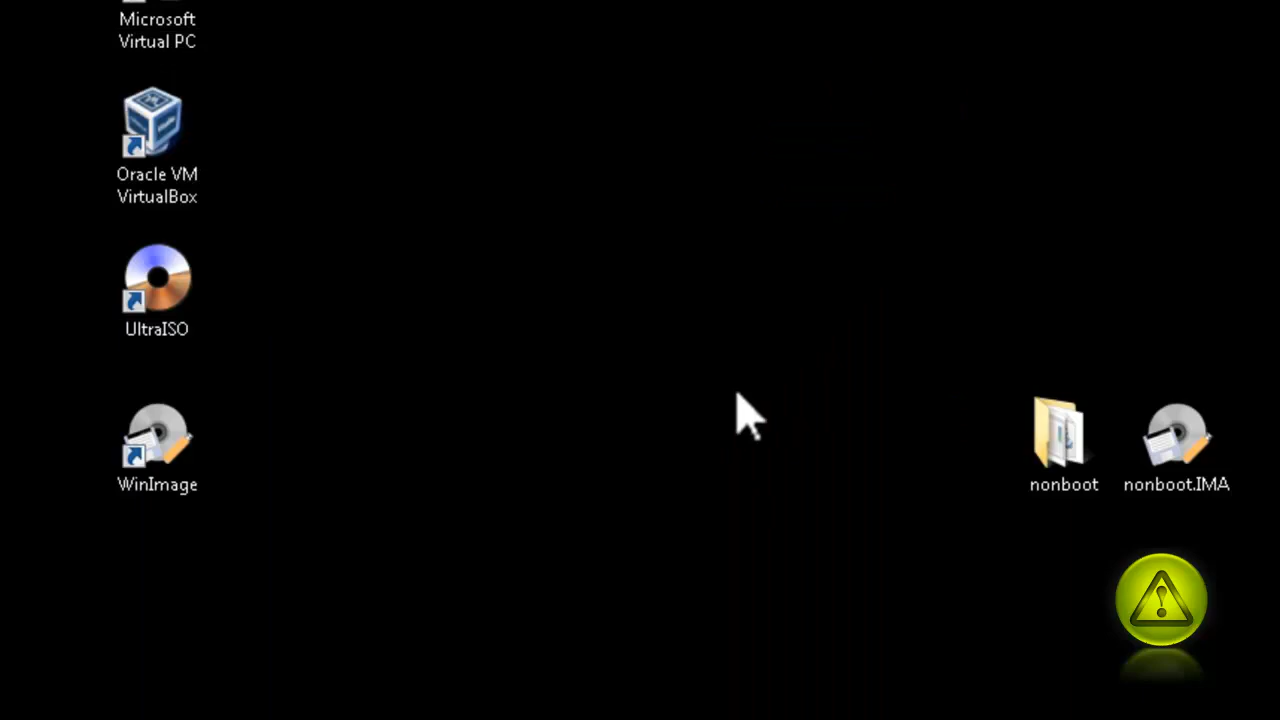 Microsoft
Virtual PC
Oracle VM
VirtualBox
UltraISO
WinImage
nonboot
nonboot.IMA